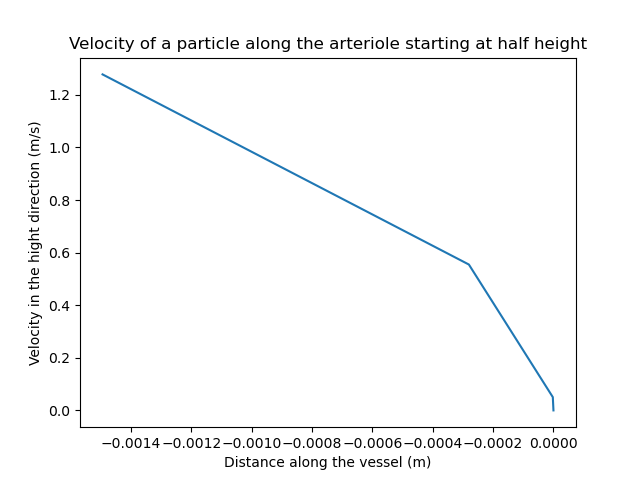 Velocity of a particle along the arteriole starting at half height
1.2
1.0
0.8
0.6
0.4
0.2
0.0
Velocity in the hight direction (m/s)
−0.0014 −0.0012 −0.0010 −0.0008 −0.0006 −0.0004 −0.0002 0.0000
Distance along the vessel (m)